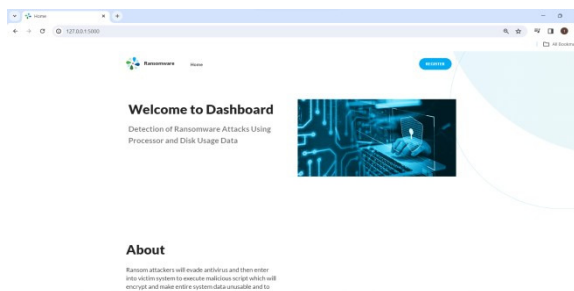 Home
127.0.0.1:5000
All Bookma
Ransomware
Home
REGISTER
Welcome to Dashboard
Detection of Ransomware Attacks Using
Processor and Disk Usage Data
About
Ransom attackers will evade antivirus and then enter
into victim system to execute malicious script which will
encrypt and make entire system data unusable and to